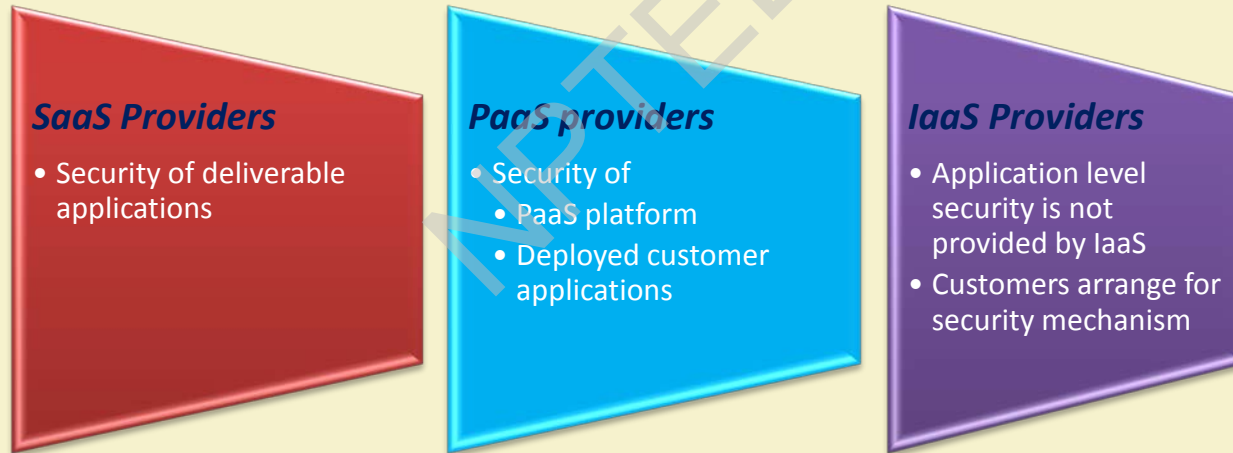 SaaS Providers
• Security of deliverable
applications
PaaS providers
• Security of
• PaaS platform
• Deployed customer
applications
IaaS Providers
• Application level
security is not
provided by IaaS
• Customers arrange for
security mechanism
NPTEL